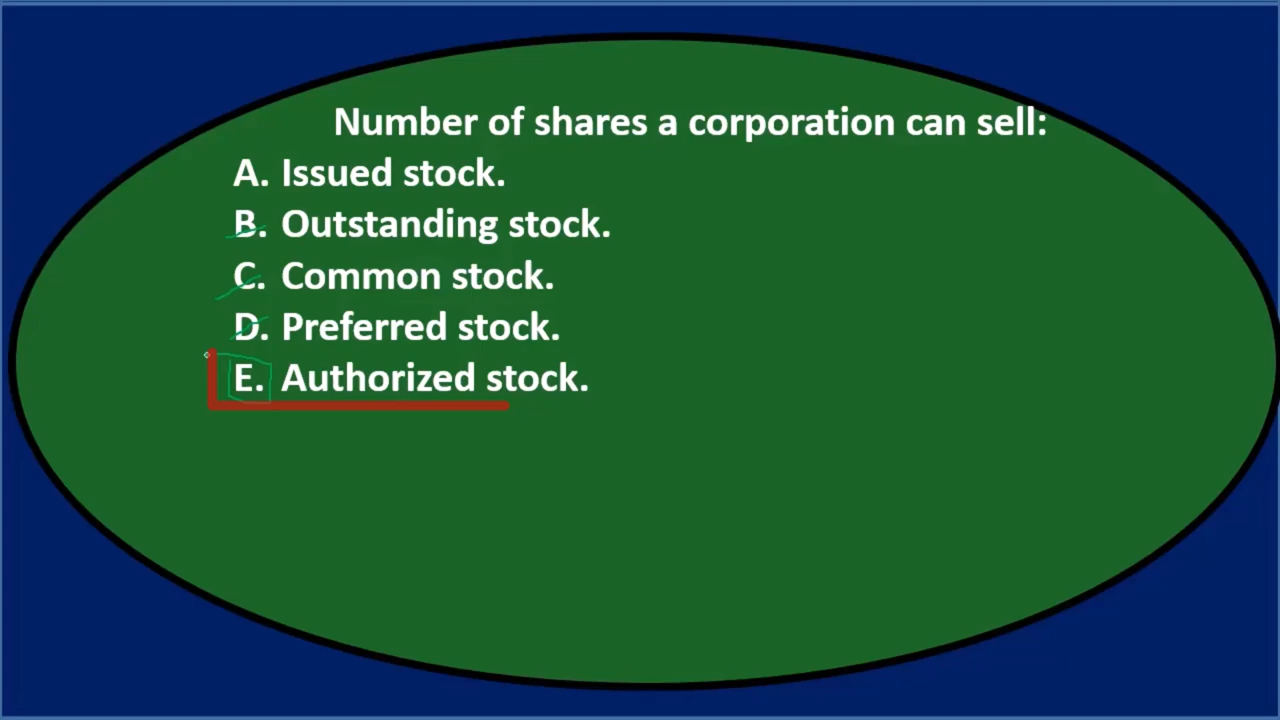 Number of shares a corporation can sell:
A. Issued stock.
B. Outstanding stock.
C. Common stock.
D. Preferred stock.
E. Authorized stock.